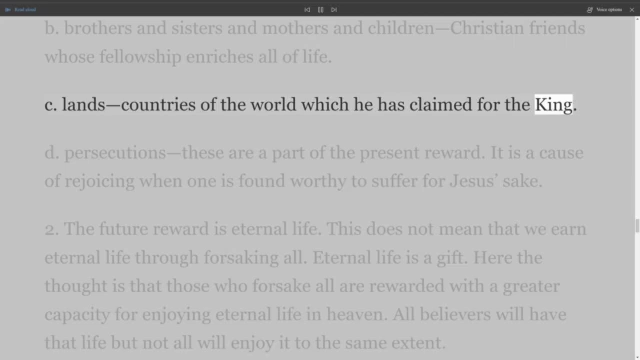 Read aloud
Voice options
b. brothers and sisters and mothers and children—Christian friends
whose fellowship enriches all of life.
c. lands—countries of the world which he has claimed for the King.
d. persecutions—these are a part of the present reward. It is a cause
of rejoicing when one is found worthy to suffer for Jesus’ sake.
2. The future reward is eternal life. This does not mean that we earn
eternal life through forsaking all. Eternal life is a gift. Here the
thought is that those who forsake all are rewarded with a greater
capacity for enjoying eternal life in heaven. All believers will have
that life but not all will enjoy it to the same extent.